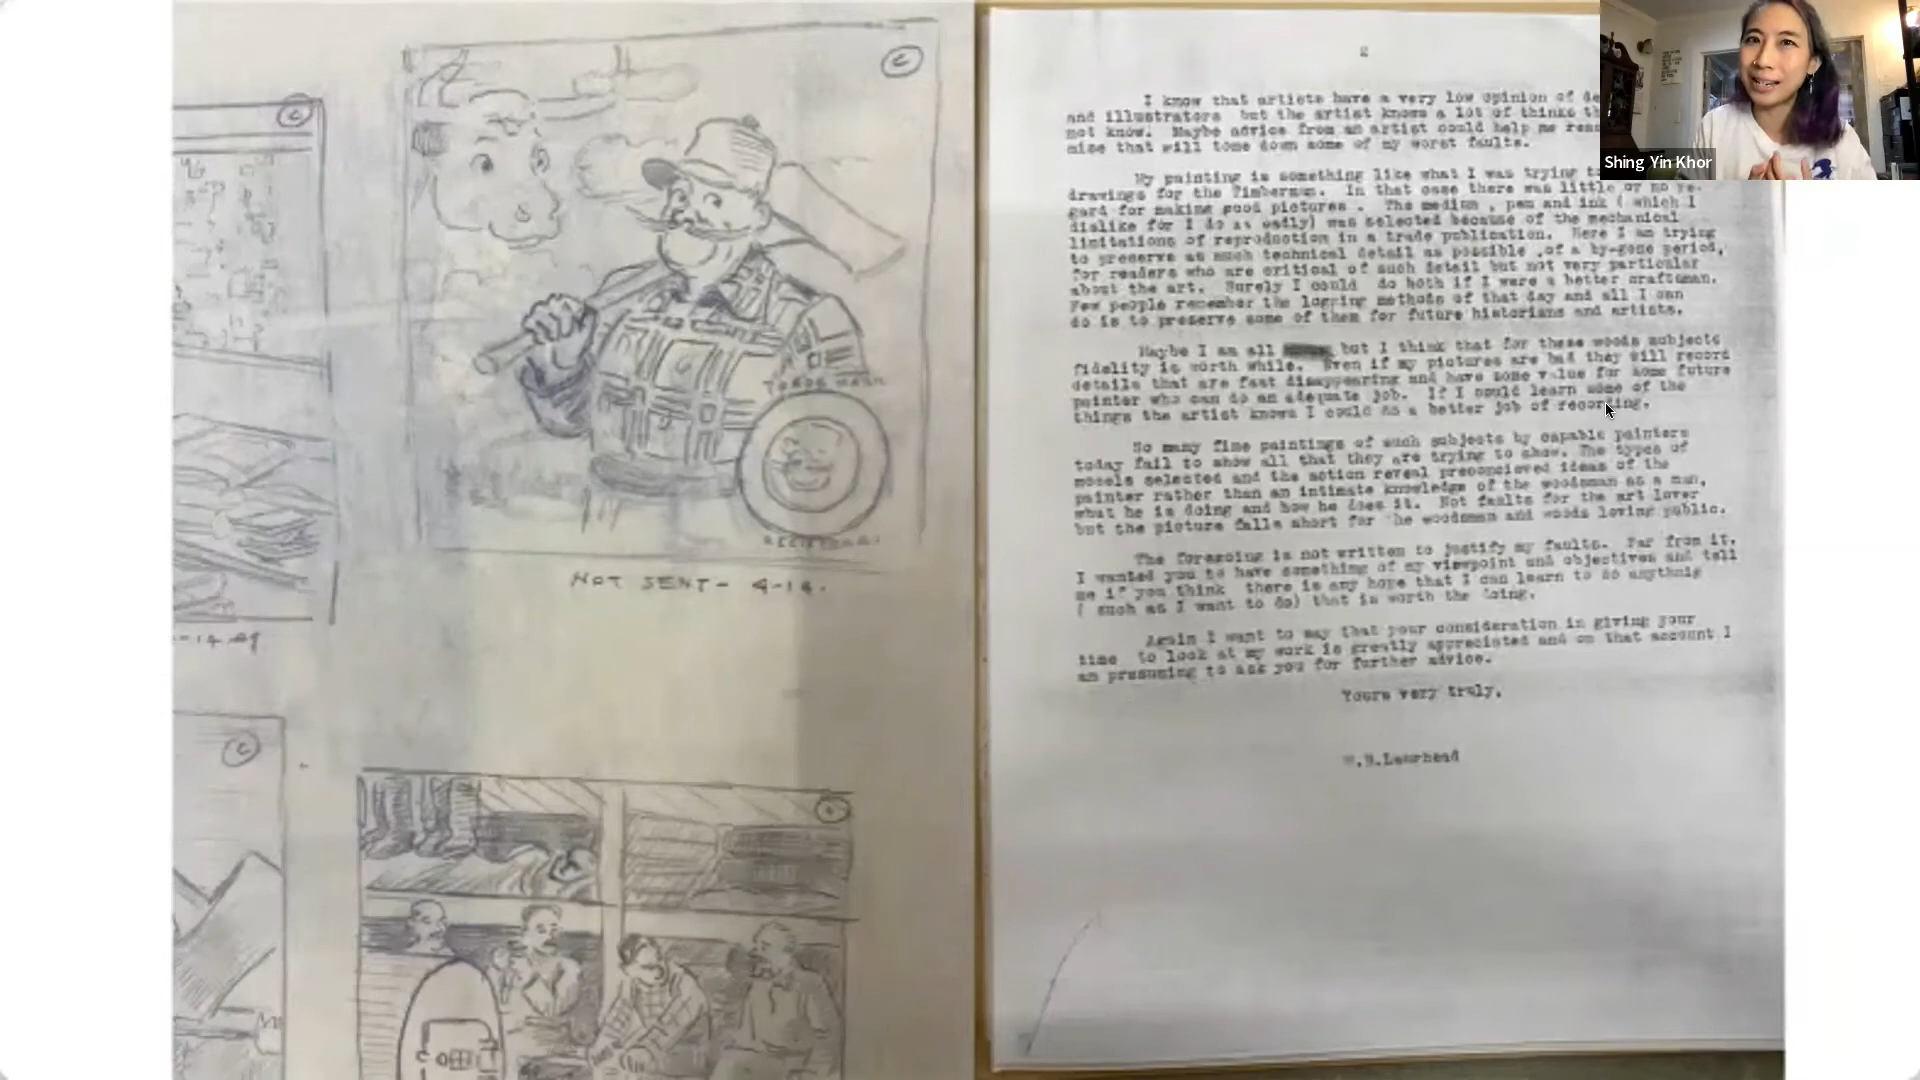 c
c
TRADE MARK
NOT SENT- 4-14.
c
c
2
I know that artists have a very low opinion of
and illustrators but the artist knows a lot of thinks
not know. Maybe advice from an artist could help me
mise that will tome down some of my worst faults.
My painting is something like what I was trying
drawings for the Timberman. In that case there was little or no re-
gard for making good pictures . The medium , pen and ink ( which I
dislike for I do it badly) was selected because of the mechanical
limitations of reproduction in a trade publication. Here I am trying
to preserve as much technical detail as possible ,of a by-gone period,
for readers who are critical of such detail but not very particular
about the art. Surely I could do both if I were a better craftsman.
Few people remember the logging methods of that day and all I can
do is to preserve some of them for future historians and artists.
Maybe I am all but I think that for these woods subjects
fidelity is worth while. Even if my pictures are bad they will record
details that are fast disappearing and have some value for some future
painter who can do an adequate job. If I could learn some of the
things the artist knows I could do a better job of recording.
So many fine paintings of such subjects by capable painters
today fail to show all that they are trying to show. The types of
models selected and the action reveal preconcieved ideas of the
painter rather than an intimate knowledge of the woodsman as a man,
what he is doing and how he does it. Not faults for the art lover
but the picture falls short for he woodsman and woods loving public.
The foregoing is not written to justify my faults. Far from it.
I wanted you to have something of my viewpoint and objectives and tell
me if you think there is any hope that I can learn to do anythnig
( such as I want to do) that is worth the doing.
Again I want to say that your consideration in giving your
time to look at my work is greatly appreciated and on that account I
am presuming to ask you for further advice.
Yours very truly,
W.B.Laughead
Shing Yin Khor